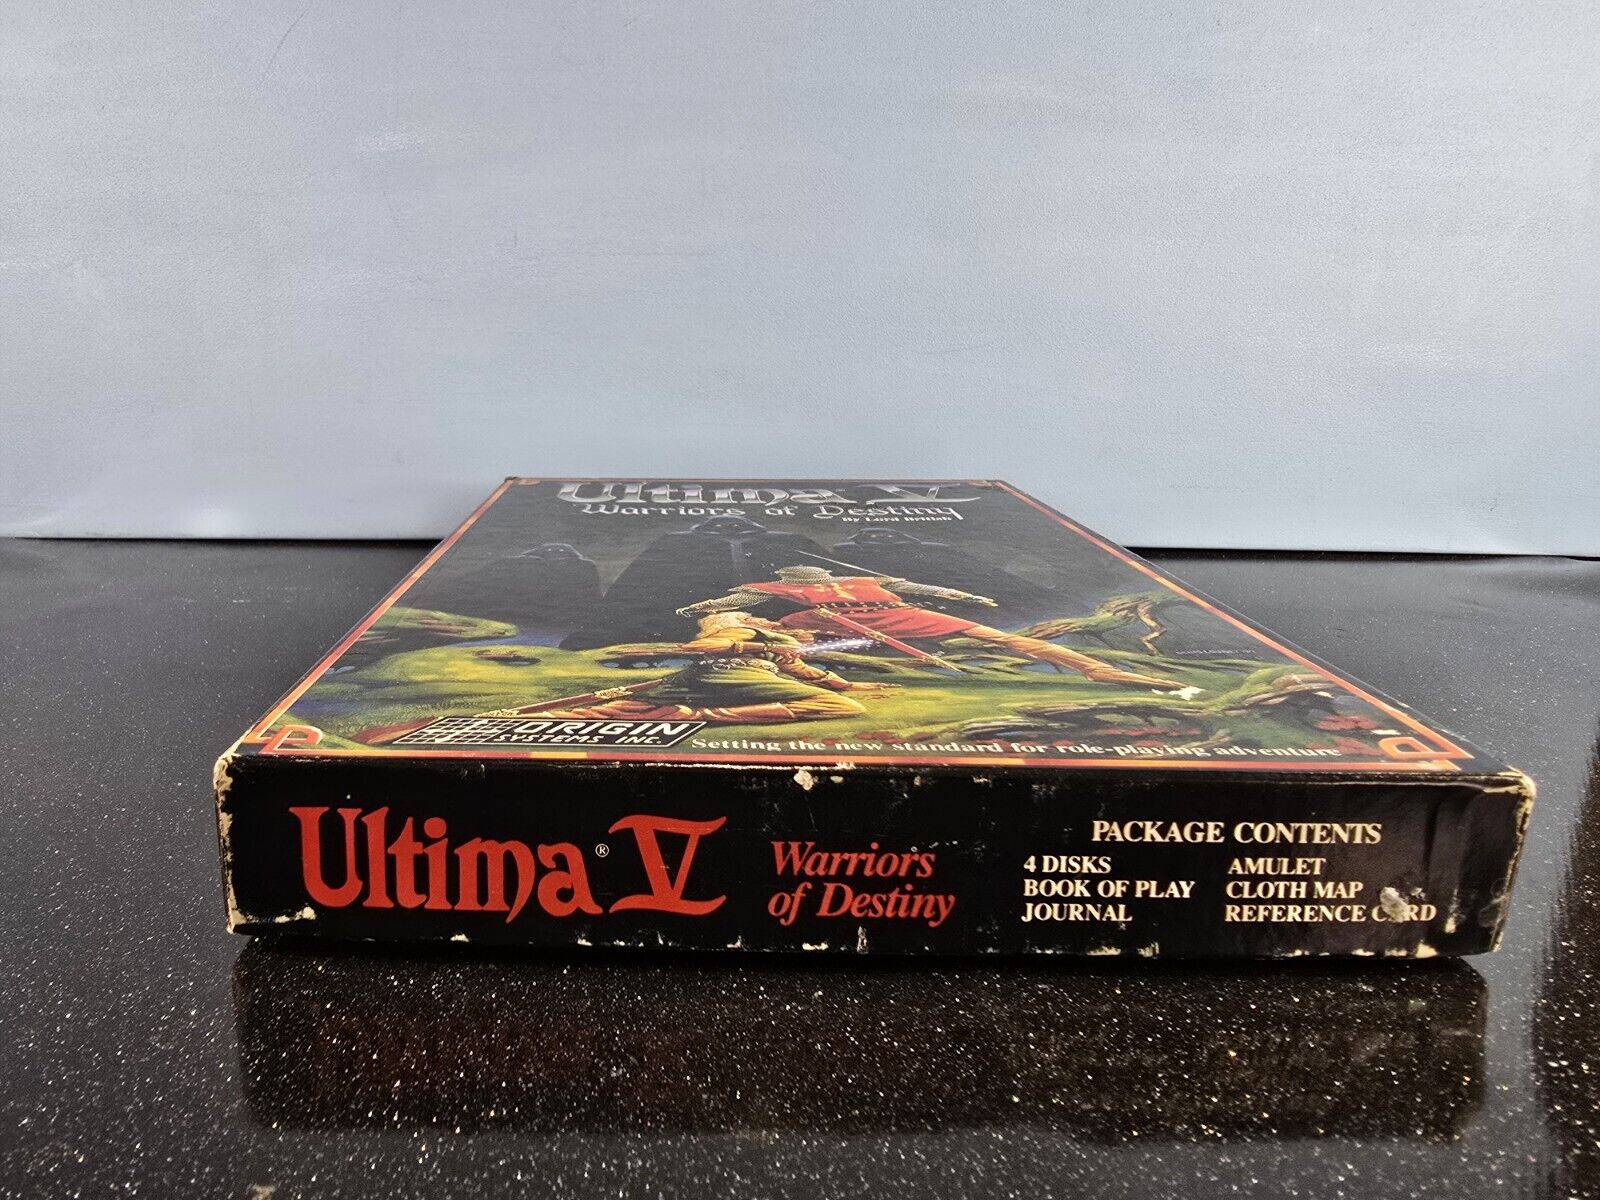 Ultima V
Warriors of Destiny
By Lord British
ORIGIN
SYSTEMS INC.
Setting the new standard for role-playing adventure
Ultima® V
Warriors
of Destiny
PACKAGE CONTENTS
4 DISKS
BOOK OF PLAY
JOURNAL
AMULET
CLOTH MAP
REFERENCE CARD